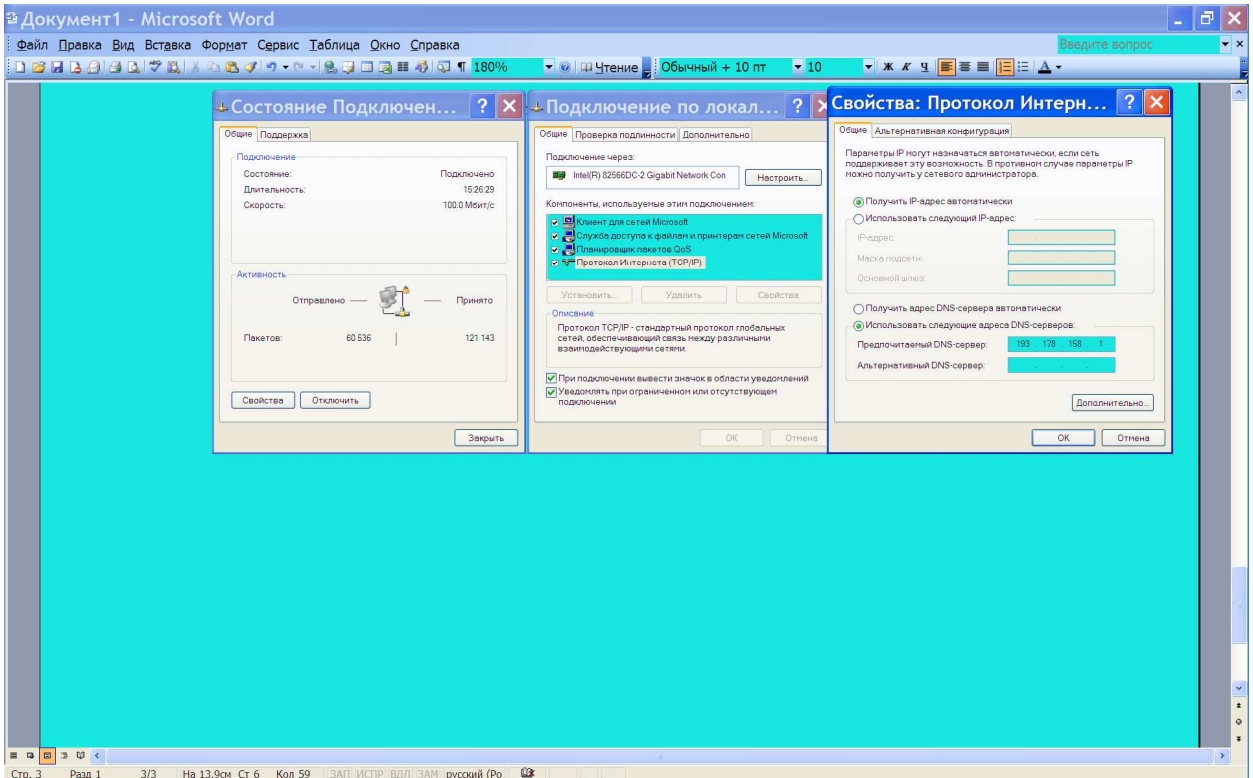 Документ1 - Microsoft Word
Файл Правка Вид Вставка Формат Сервис Таблица Окно Справка
Введите вопрос
180% Чтение Обычный + 10 пт 10 Ж К Ч A
Состояние Подключен...
Общие Поддержка
Подключение
Состояние: Подключено
Длительность: 15:26:29
Скорость: 100.0 Мбит/с
Активность
Отправлено — — Принято
Пакетов: 60 536 121 143
Свойства Отключить
Закрыть
Подключение по локал...
Общие Проверка подлинности Дополнительно
Подключение через:
Intel(R) 82566DC-2 Gigabit Network Con Настроить...
Компоненты, используемые этим подключением:
Клиент для сетей Microsoft
Служба доступа к файлам и принтерам сетей Microsoft
Планировщик пакетов QoS
Протокол Интернета (TCP/IP)
Установить... Удалить Свойства
Описание
Протокол TCP/IP - стандартный протокол глобальных
сетей, обеспечивающий связь между различными
взаимодействующими сетями.
При подключении вывести значок в области уведомлений
Уведомлять при ограниченном или отсутствующем
подключении
OK Отмена
Свойства: Протокол Интерн...
Общие Альтернативная конфигурация
Параметры IP могут назначаться автоматически, если сеть
поддерживает эту возможность. В противном случае параметры IP
можно получить у сетевого администратора.
Получить IP-адрес автоматически
Использовать следующий IP-адрес:
IP-адрес:
Маска подсети:
Основной шлюз:
Получить адрес DNS-сервера автоматически
Использовать следующие адреса DNS-серверов:
Предпочитаемый DNS-сервер: 193 . 178 . 158 . 1
Альтернативный DNS-сервер:
Дополнительно...
OK Отмена
Стр. 3 Разд 1 3/3 На 13.9см Ст 6 Кол 59 ЗАП ИСПР ВДЛ ЗАМ русский (Ро